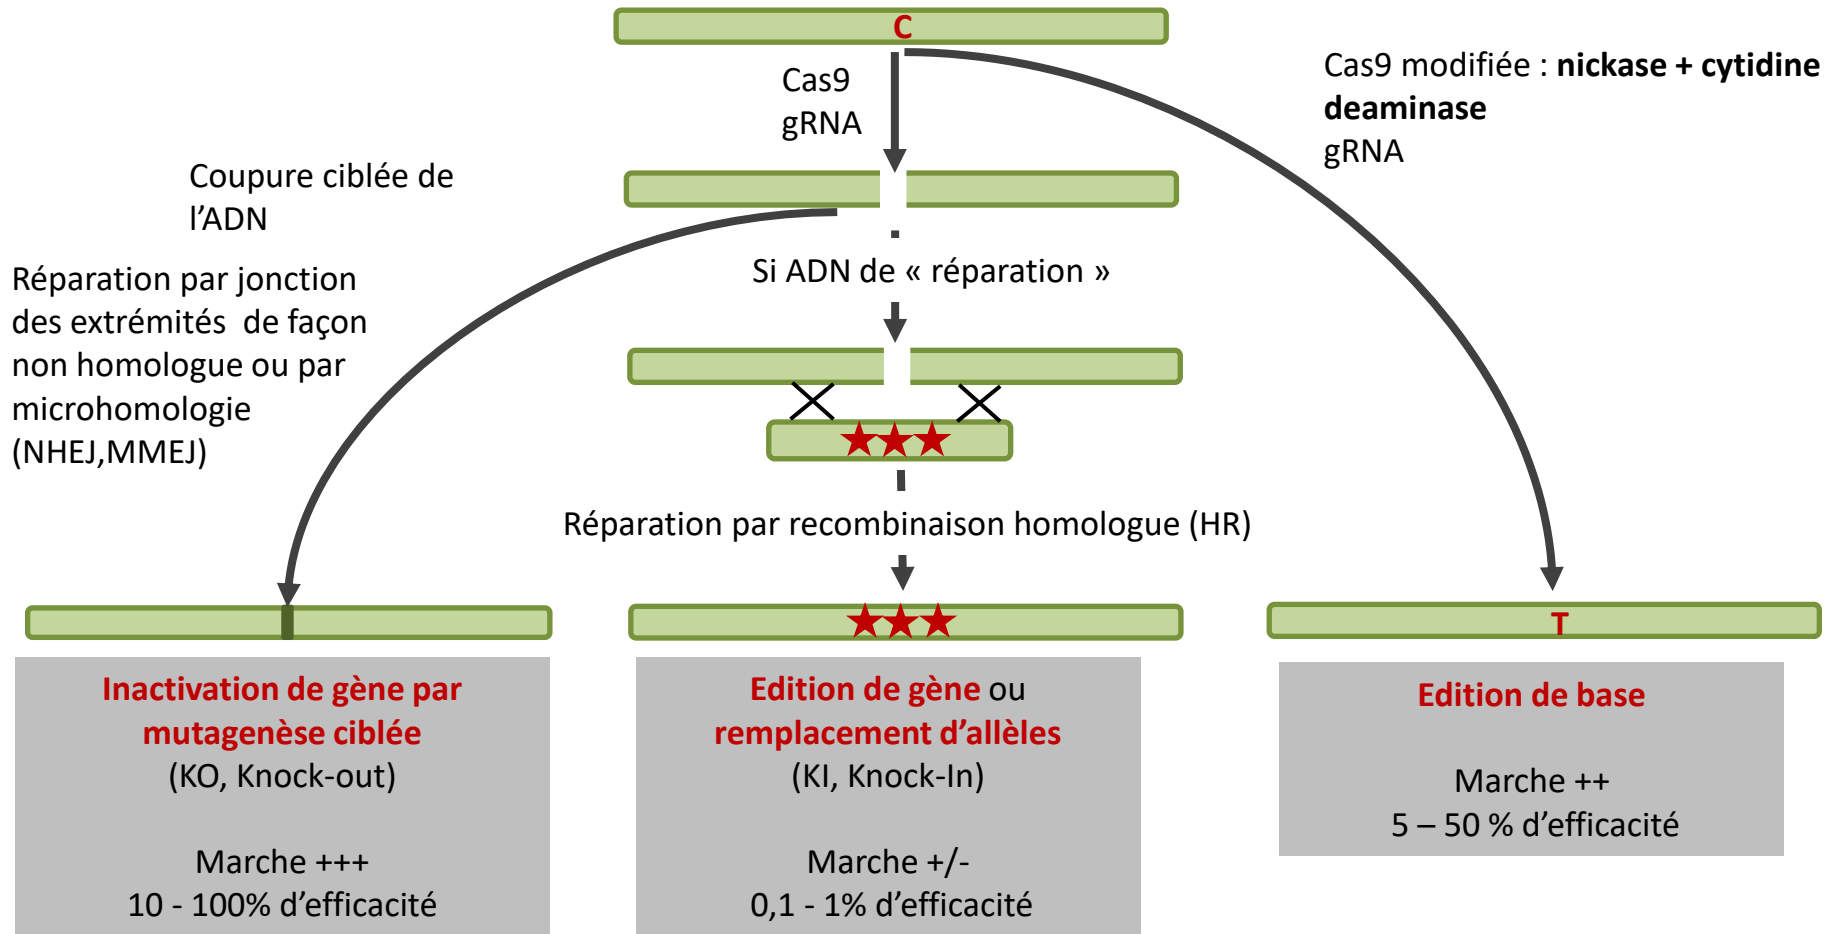 C
Cas9
gRNA
Cas9 modifiée : nickase + cytidine
deaminase
gRNA
Coupure ciblée de
l’ADN
Si ADN de « réparation »
Réparation par jonction
des extrémités  de façon
non homologue ou par
microhomologie
(NHEJ,MMEJ)
Réparation par recombinaison homologue (HR)
T
Inactivation de gène par
mutagenèse ciblée
(KO, Knock-out)
Marche +++
10 - 100% d’efficacité
Edition de gène ou
remplacement d’allèles
(KI, Knock-In)
Marche +/-
0,1 - 1% d’efficacité
Edition de base
Marche ++
5 – 50 % d’efficacité